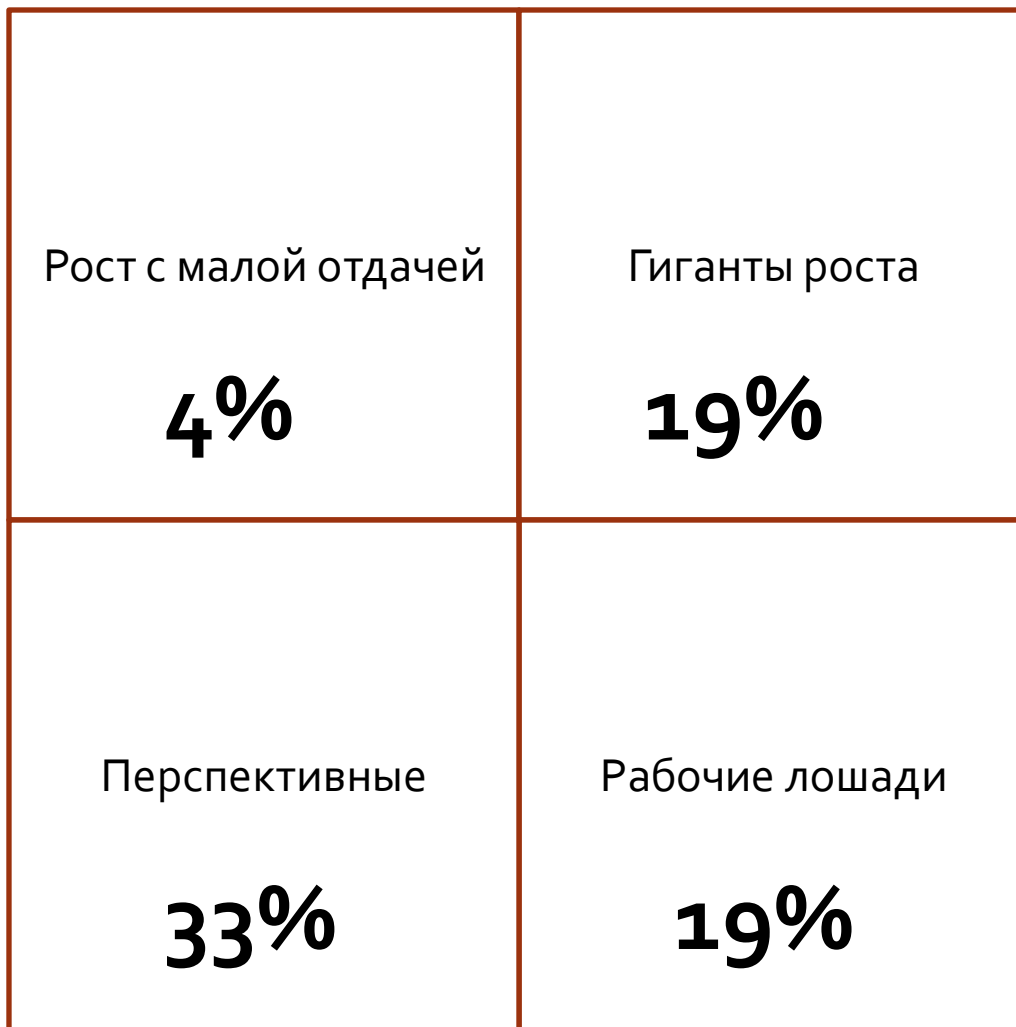 Рост с малой отдачей
Гиганты роста
4%
19%
Перспективные
Рабочие лошади
33%
19%